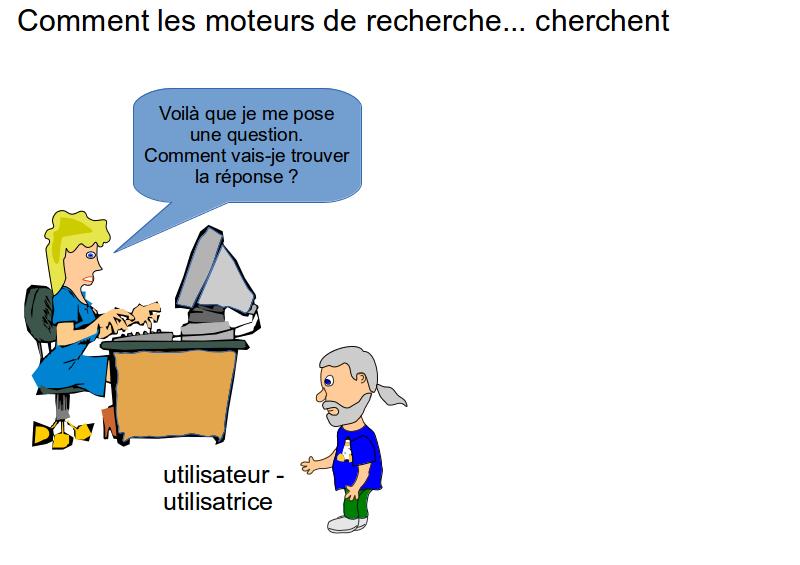 Comment les moteurs de recherche... cherchent
Voilà que je me pose
une question.
Comment vais-je trouver
la réponse ?
utilisateur -
utilisatrice